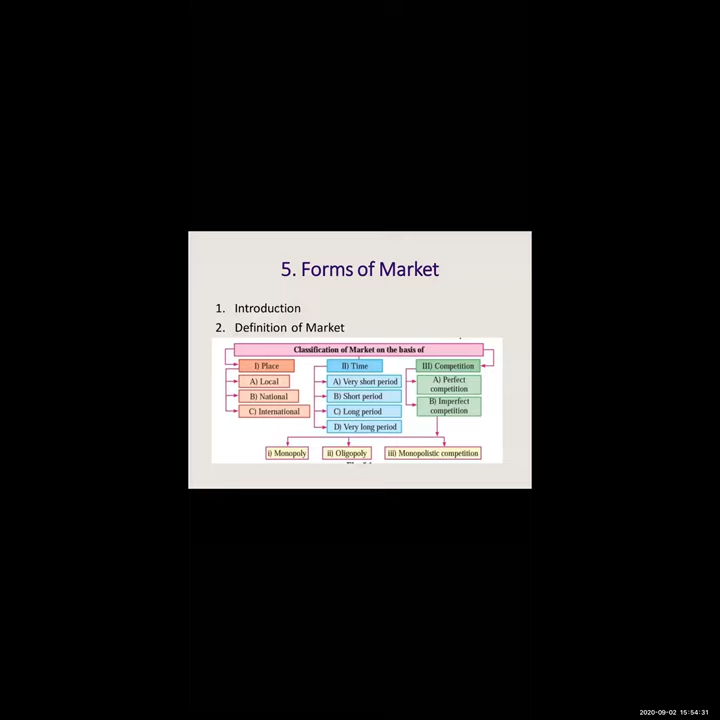 5. Forms of Market
1. Introduction
2. Definition of Market
Classification of Market on the basis of
I) Place
A) Local
B) National
C) International
II) Time
A) Very short period
B) Short period
C) Long period
D) Very long period
III) Competition
A) Perfect
competition
B) Imperfect
competition
i) Monopoly
ii) Oligopoly
iii) Monopolistic competition
2020-09-02 15:54:31